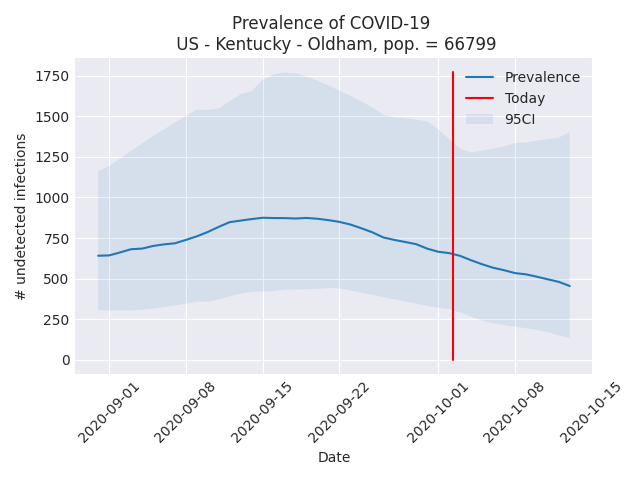 Prevalence of COVID-19
US - Kentucky - Oldham, pop. = 66799
Prevalence
Today
95CI
# undetected infections
1750
1500
1250
1000
750
500
250
0
2020-09-01
2020-09-08
2020-09-15
2020-09-22
2020-10-01
2020-10-08
2020-10-15
Date